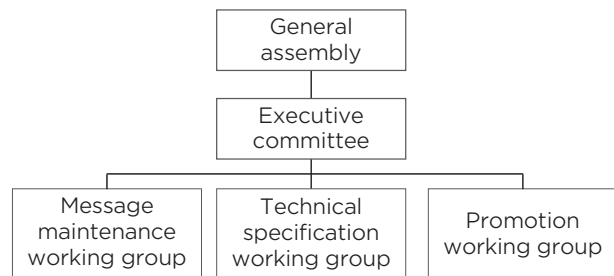 General
assembly
Executive
committee
Message
maintenance
working group
Technical
specification
working group
Promotion
working group